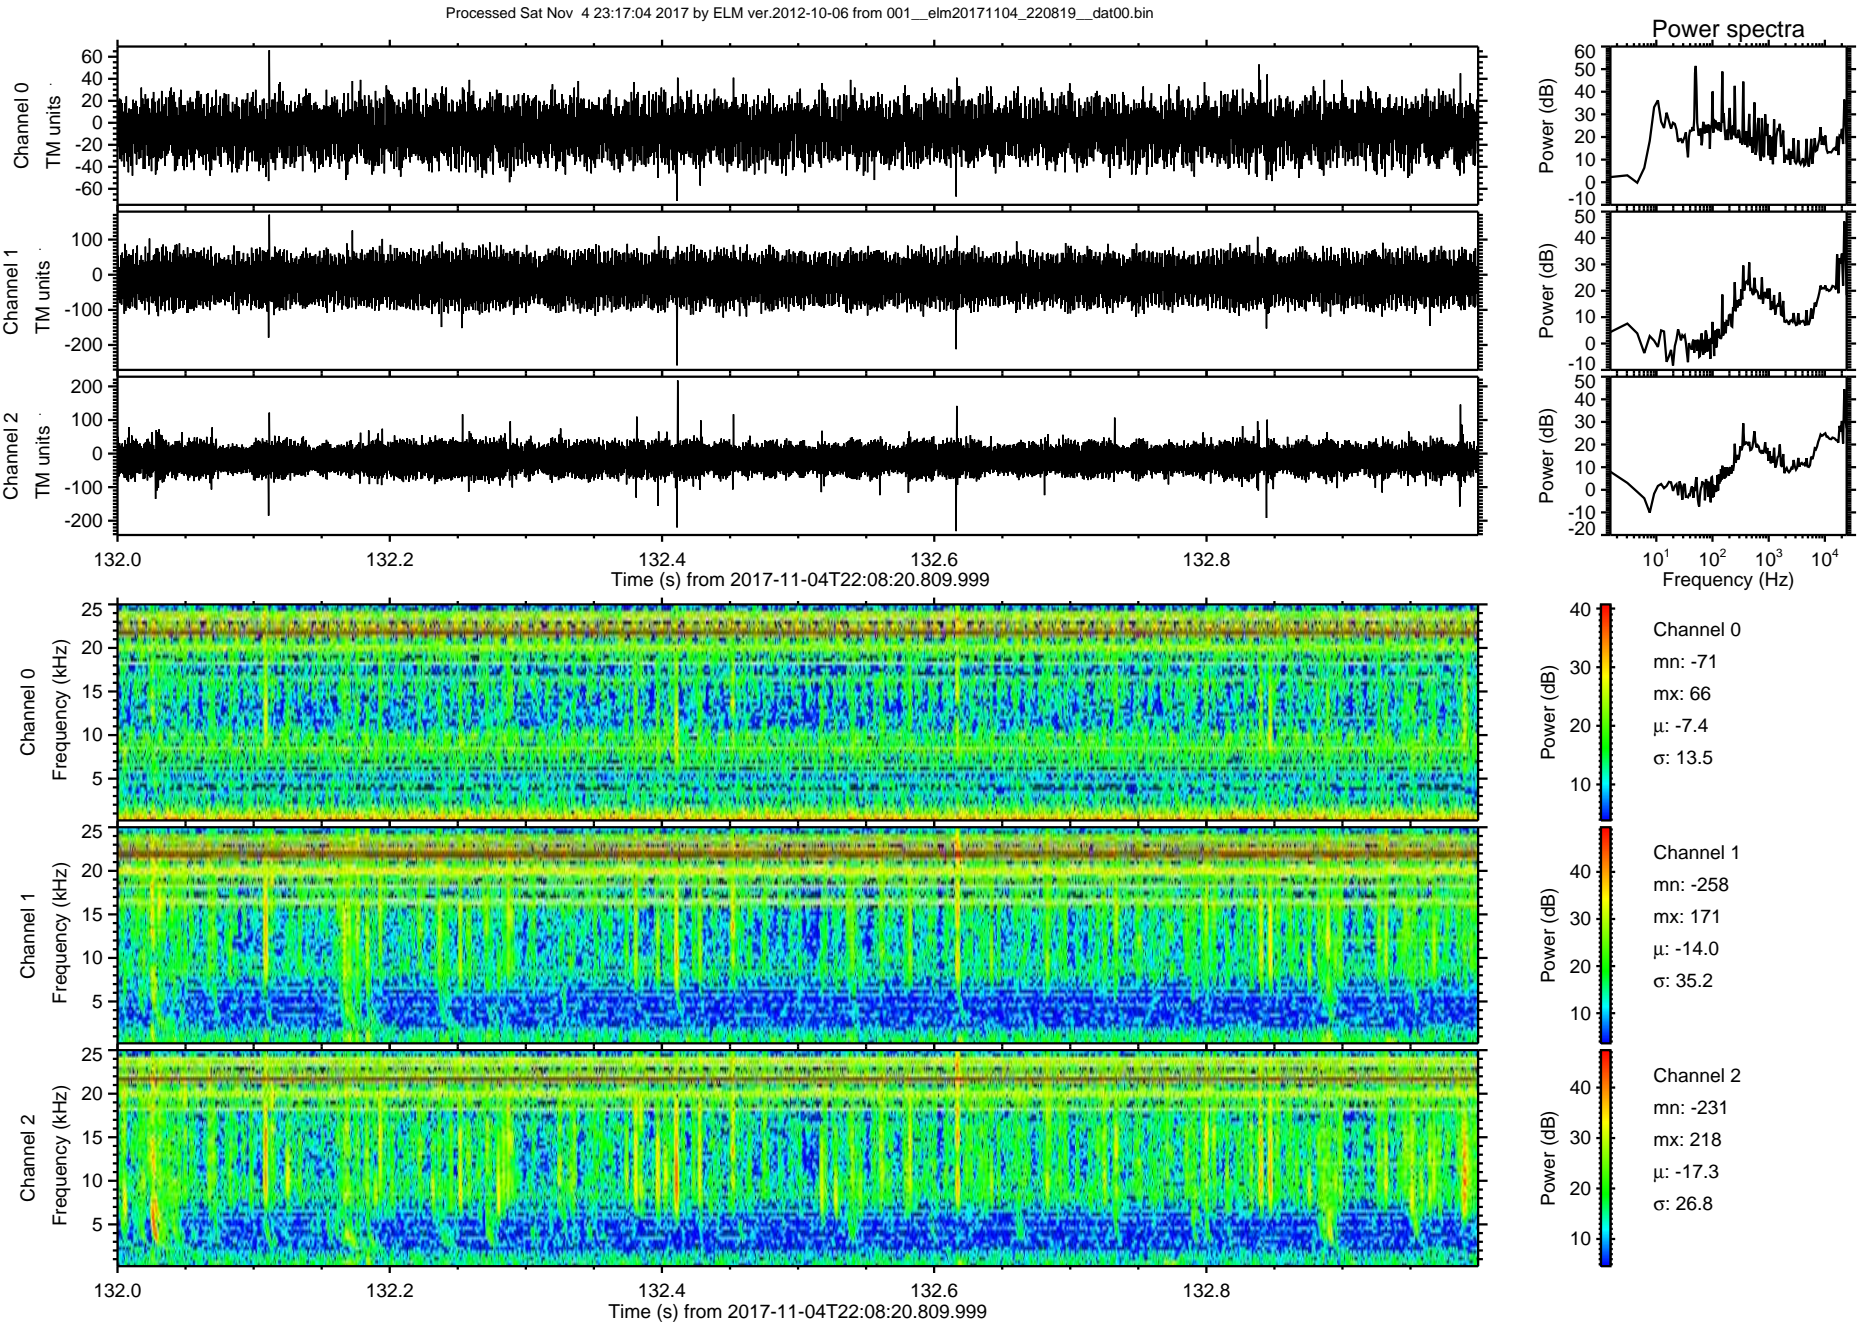 Processed Sat Nov  4 23:17:04 2017 by ELM ver.2012-10-06 from 001__elm20171104_220819__dat00.bin
Power spectra
Channel 0
TM units
60
40
20
0
-20
-40
-60
Power (dB)
60
50
40
30
20
10
0
-10
Channel 1
TM units
100
0
-100
-200
Power (dB)
50
40
30
20
10
0
-10
Channel 2
TM units
200
100
0
-100
-200
Power (dB)
50
40
30
20
10
0
-10
-20
132.0 132.2 132.4 132.6 132.8
Time (s) from 2017-11-04T22:08:20.809.999
10^1 10^2 10^3 10^4
Frequency (Hz)
Channel 0
Frequency (kHz)
25
20
15
10
5
Power (dB)
40
30
20
10
Channel 0
mn: -71
mx: 66
μ: -7.4
σ: 13.5
Channel 1
Frequency (kHz)
25
20
15
10
5
Power (dB)
40
30
20
10
Channel 1
mn: -258
mx: 171
μ: -14.0
σ: 35.2
Channel 2
Frequency (kHz)
25
20
15
10
5
Power (dB)
40
30
20
10
Channel 2
mn: -231
mx: 218
μ: -17.3
σ: 26.8
132.0 132.2 132.4 132.6 132.8
Time (s) from 2017-11-04T22:08:20.809.999